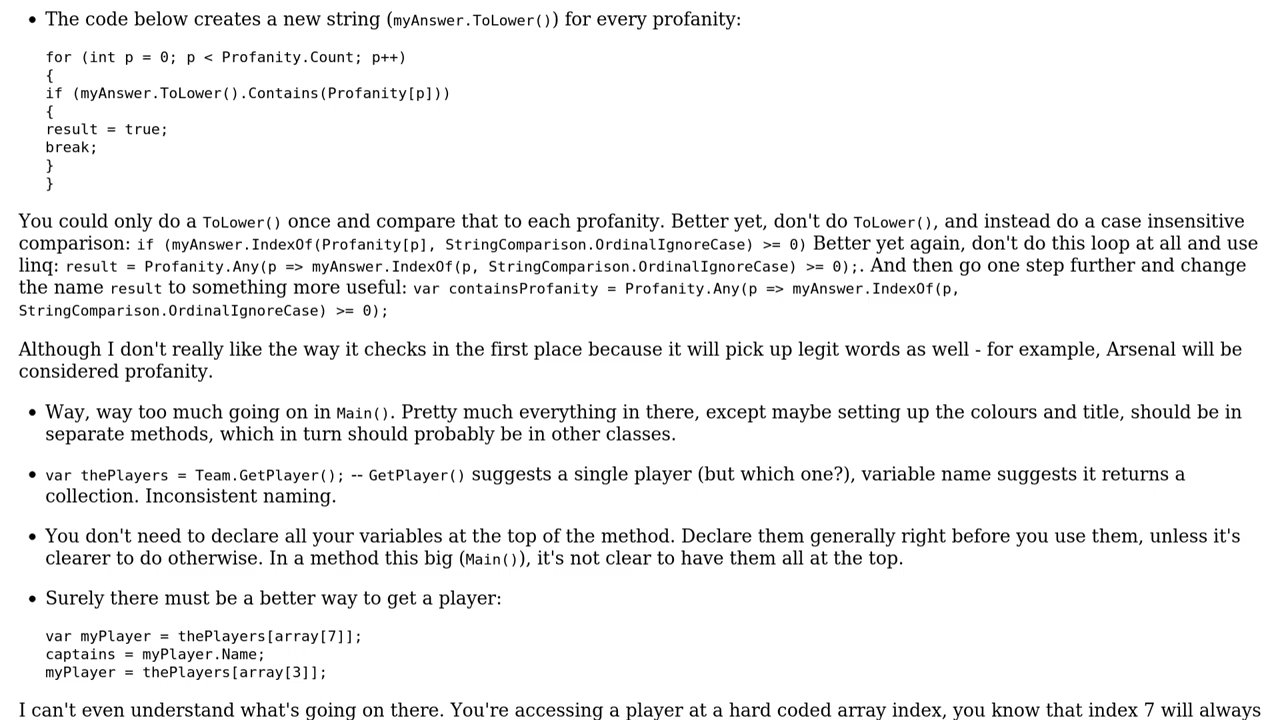 • The code below creates a new string (myAnswer.ToLower()) for every profanity:
for (int p = 0; p < Profanity.Count; p++)
{
if (myAnswer.ToLower().Contains(Profanity[p]))
{
result = true;
break;
}
}
You could only do a ToLower() once and compare that to each profanity. Better yet, don't do ToLower(), and instead do a case insensitive
comparison: if (myAnswer.IndexOf(Profanity[p], StringComparison.OrdinalIgnoreCase) >= 0) Better yet again, don't do this loop at all and use
linq: result = Profanity.Any(p => myAnswer.IndexOf(p, StringComparison.OrdinalIgnoreCase) >= 0);. And then go one step further and change
the name result to something more useful: var containsProfanity = Profanity.Any(p => myAnswer.IndexOf(p,
StringComparison.OrdinalIgnoreCase) >= 0);
Although I don't really like the way it checks in the first place because it will pick up legit words as well - for example, Arsenal will be
considered profanity.
• Way, way too much going on in Main(). Pretty much everything in there, except maybe setting up the colours and title, should be in
separate methods, which in turn should probably be in other classes.
• var thePlayers = Team.GetPlayer(); -- GetPlayer() suggests a single player (but which one?), variable name suggests it returns a
collection. Inconsistent naming.
• You don't need to declare all your variables at the top of the method. Declare them generally right before you use them, unless it's
clearer to do otherwise. In a method this big (Main()), it's not clear to have them all at the top.
• Surely there must be a better way to get a player:
var myPlayer = thePlayers[array[7]];
captains = myPlayer.Name;
myPlayer = thePlayers[array[3]];
I can't even understand what's going on there. You're accessing a player at a hard coded array index, you know that index 7 will always